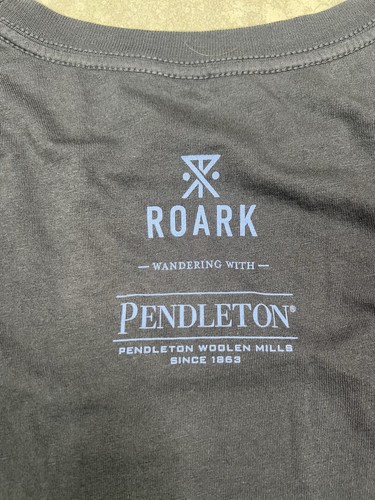 ROARK
— WANDERING WITH —
PENDLETON®
PENDLETON WOOLEN MILLS
SINCE 1863